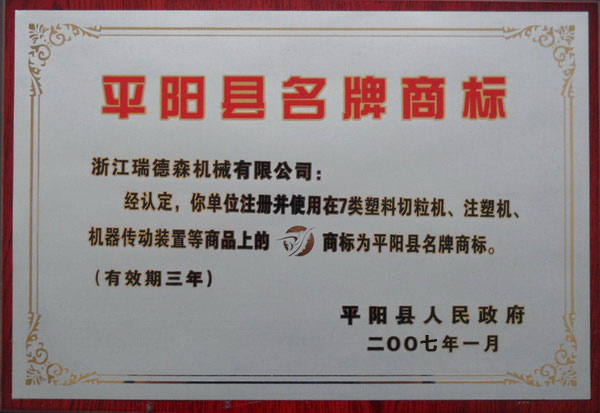 平阳县名牌商标
浙江瑞德森机械有限公司：
经认定，你单位注册并使用在7类塑料切粒机、注塑机、
机器传动装置等商品上的 商标为平阳县名牌商标。
（有效期三年）
平阳县人民政府
二〇〇七年一月